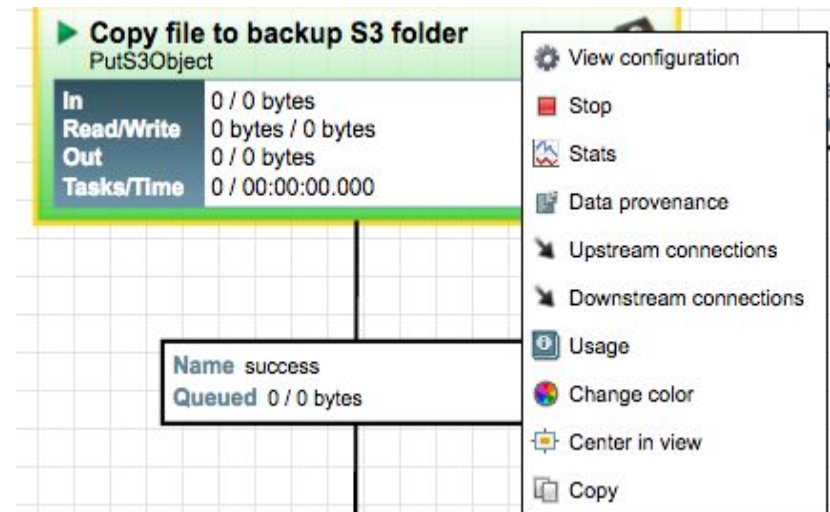 Copy file to backup S3 folder
PutS3Object
In 0 / 0 bytes
Read/Write 0 bytes / 0 bytes
Out 0 / 0 bytes
Tasks/Time 0 / 00:00:00.000
Name success
Queued 0 / 0 bytes
View configuration
Stop
Stats
Data provenance
Upstream connections
Downstream connections
Usage
Change color
Center in view
Copy